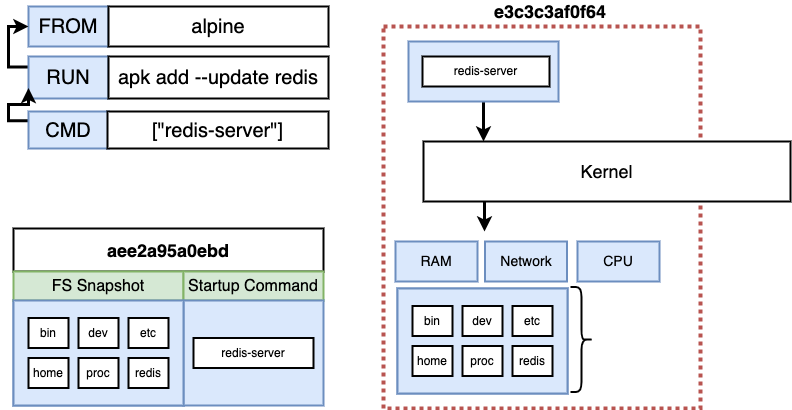 FROM alpine
RUN apk add --update redis
CMD ["redis-server"]
aee2a95a0ebd
FS Snapshot Startup Command
bin dev etc
home proc redis
redis-server
e3c3c3af0f64
redis-server
Kernel
RAM Network CPU
bin dev etc
home proc redis